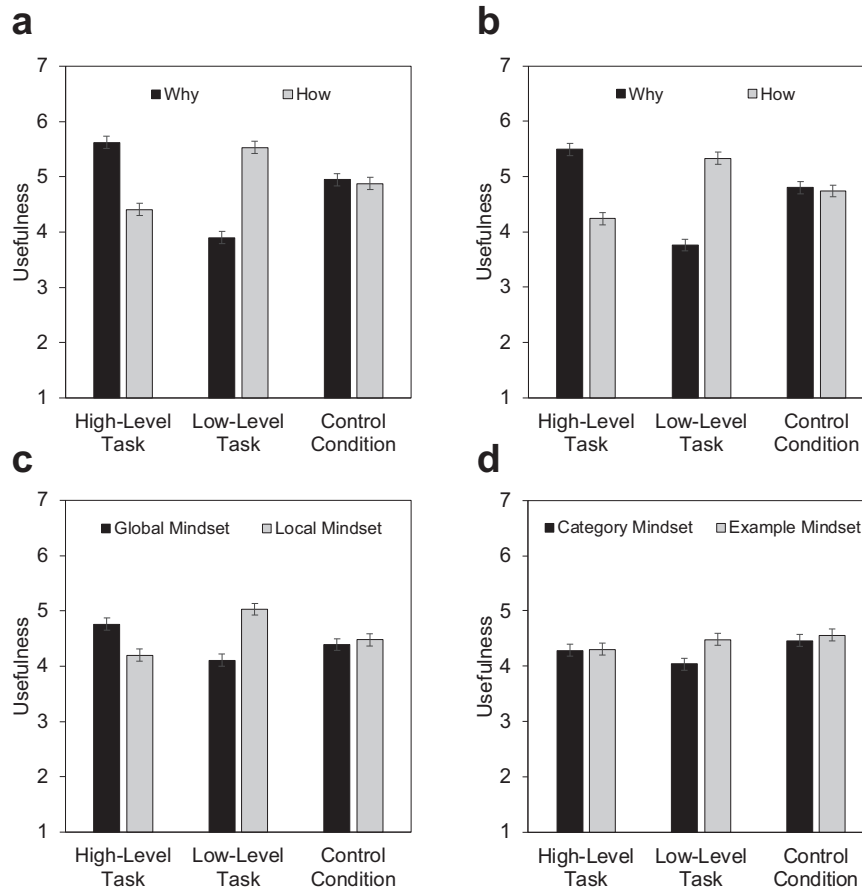 a
7
6
5
4
3
2
1
Usefulness
Why How
High-Level Task
Low-Level Task
Control Condition
b
7
6
5
4
3
2
1
Usefulness
Why How
High-Level Task
Low-Level Task
Control Condition
c
7
6
5
4
3
2
1
Usefulness
Global Mindset Local Mindset
High-Level Task
Low-Level Task
Control Condition
d
7
6
5
4
3
2
1
Usefulness
Category Mindset Example Mindset
High-Level Task
Low-Level Task
Control Condition